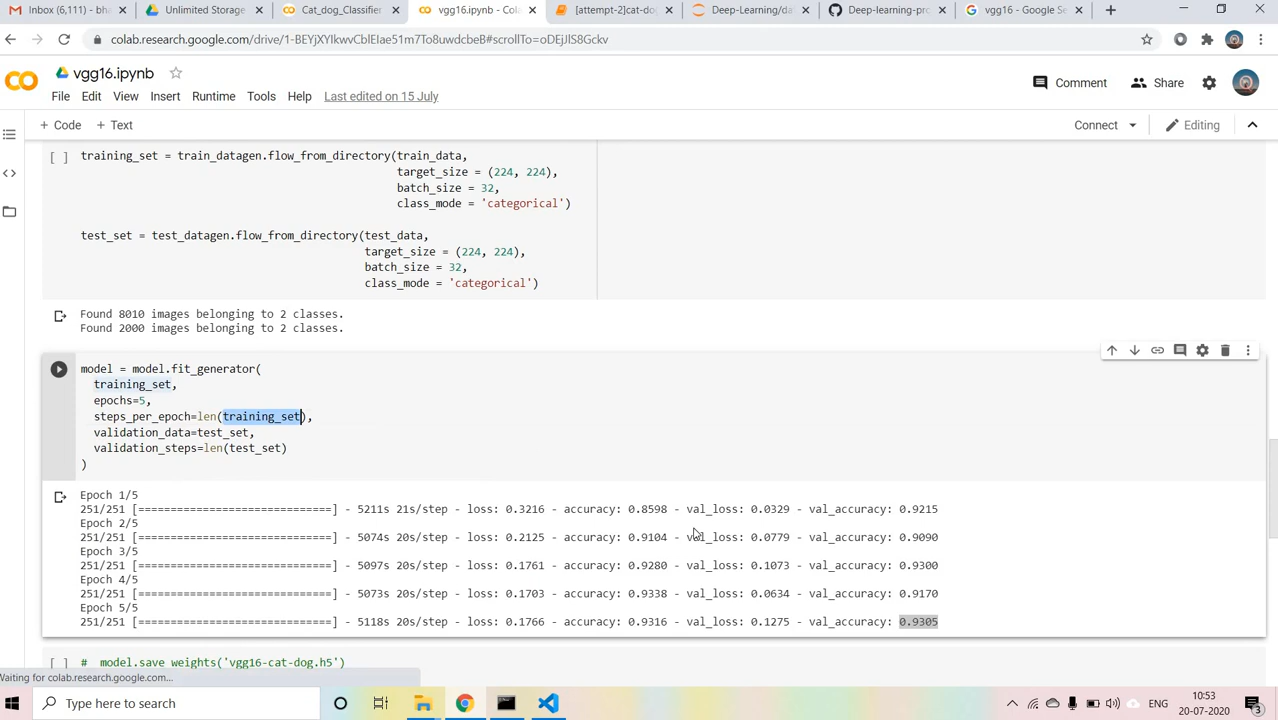 Inbox (6,111) - bha
Unlimited Storage
Cat_dog_Classifier
vgg16.ipynb - Cola
[attempt-2]cat-do
Deep-Learning/da
Deep-learning-pro
vgg16 - Google Se
colab.research.google.com/drive/1-BEYjXYIkwvCblEIae51m7To8uwdcbeB#scrollTo=oDEJlS8Gckv
vgg16.ipynb
Comment
Share
File Edit View Insert Runtime Tools Help Last edited on 15 July
+ Code + Text
Connect
Editing
[ ] training_set = train_datagen.flow_from_directory(train_data,
target_size = (224, 224),
batch_size = 32,
class_mode = 'categorical')
test_set = test_datagen.flow_from_directory(test_data,
target_size = (224, 224),
batch_size = 32,
class_mode = 'categorical')
Found 8010 images belonging to 2 classes.
Found 2000 images belonging to 2 classes.
model = model.fit_generator(
training_set,
epochs=5,
steps_per_epoch=len(training_set),
validation_data=test_set,
validation_steps=len(test_set)
)
Epoch 1/5
251/251 [==============================] - 5211s 21s/step - loss: 0.3216 - accuracy: 0.8598 - val_loss: 0.0329 - val_accuracy: 0.9215
Epoch 2/5
251/251 [==============================] - 5074s 20s/step - loss: 0.2125 - accuracy: 0.9104 - val_loss: 0.0779 - val_accuracy: 0.9090
Epoch 3/5
251/251 [==============================] - 5097s 20s/step - loss: 0.1761 - accuracy: 0.9280 - val_loss: 0.1073 - val_accuracy: 0.9300
Epoch 4/5
251/251 [==============================] - 5073s 20s/step - loss: 0.1703 - accuracy: 0.9338 - val_loss: 0.0634 - val_accuracy: 0.9170
Epoch 5/5
251/251 [==============================] - 5118s 20s/step - loss: 0.1766 - accuracy: 0.9316 - val_loss: 0.1275 - val_accuracy: 0.9305
[ ] # model.save_weights('vgg16-cat-dog.h5')
Waiting for colab.research.google.com...
Type here to search
ENG
10:53
20-07-2020
3